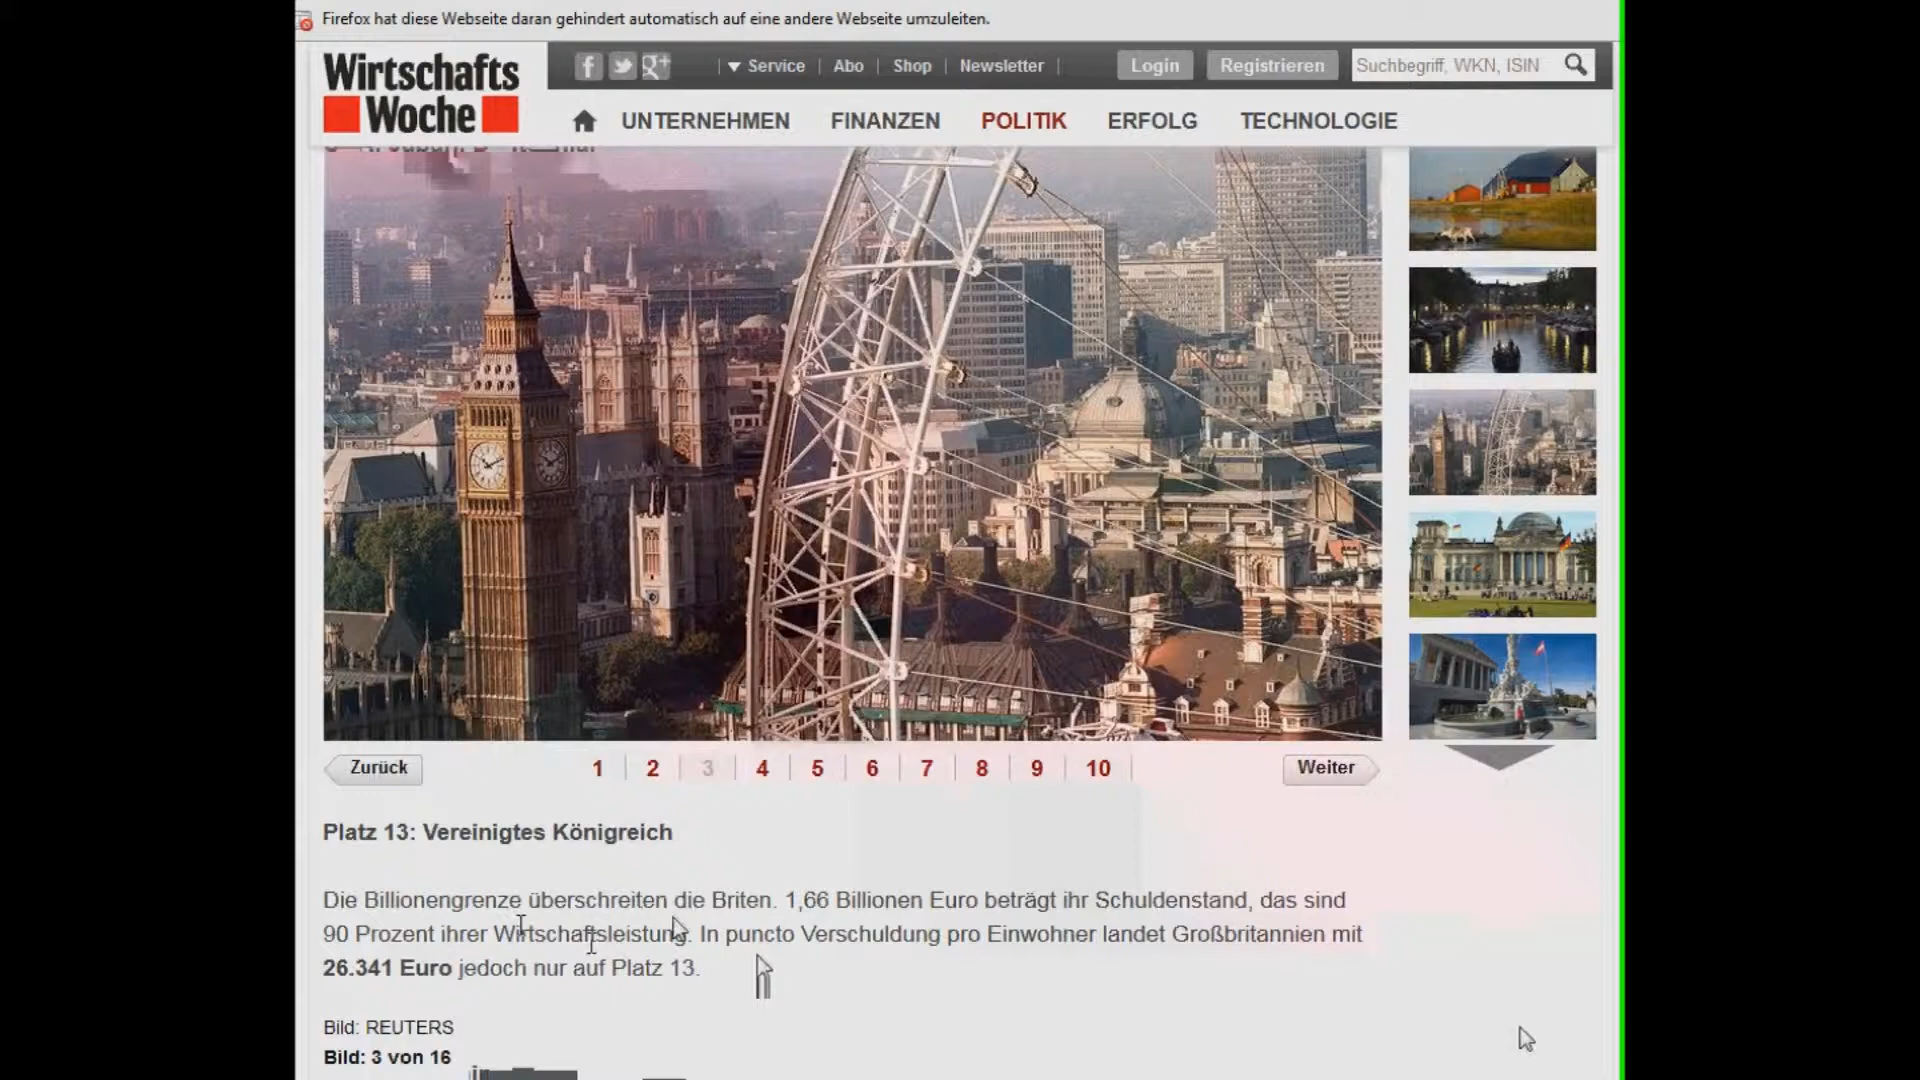 Firefox hat diese Webseite daran gehindert automatisch auf eine andere Webseite umzuleiten.
Wirtschafts
Woche
Service Abo Shop Newsletter Login Registrieren Suchbegriff, WKN, ISIN
UNTERNEHMEN FINANZEN POLITIK ERFOLG TECHNOLOGIE
Zurück 1 2 3 4 5 6 7 8 9 10 Weiter
Platz 13: Vereinigtes Königreich
Die Billionengrenze überschreiten die Briten. 1,66 Billionen Euro beträgt ihr Schuldenstand, das sind
90 Prozent ihrer Wirtschaftsleistung. In puncto Verschuldung pro Einwohner landet Großbritannien mit
26.341 Euro jedoch nur auf Platz 13.
Bild: REUTERS
Bild: 3 von 16